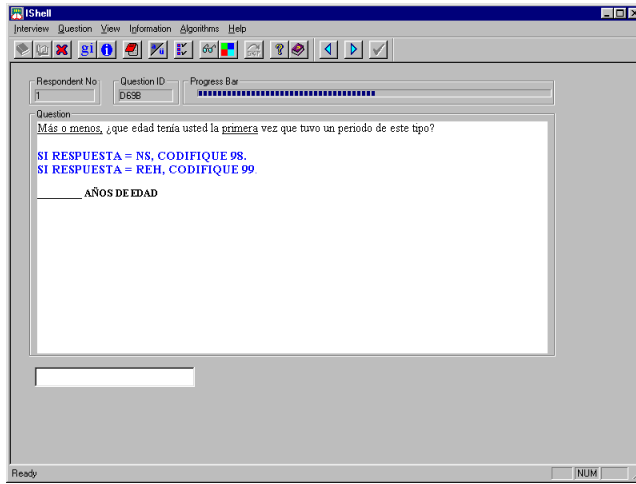 IShell
Interview Question View Information Algorithms Help
gi
Respondent No
Question ID
Progress Bar
1
D69B
Question
Más o menos, ¿que edad tenía usted la primera vez que tuvo un periodo de este tipo?
SI RESPUESTA = NS, CODIFIQUE 98.
SI RESPUESTA = REH, CODIFIQUE 99.
_______ AÑOS DE EDAD
Ready
NUM